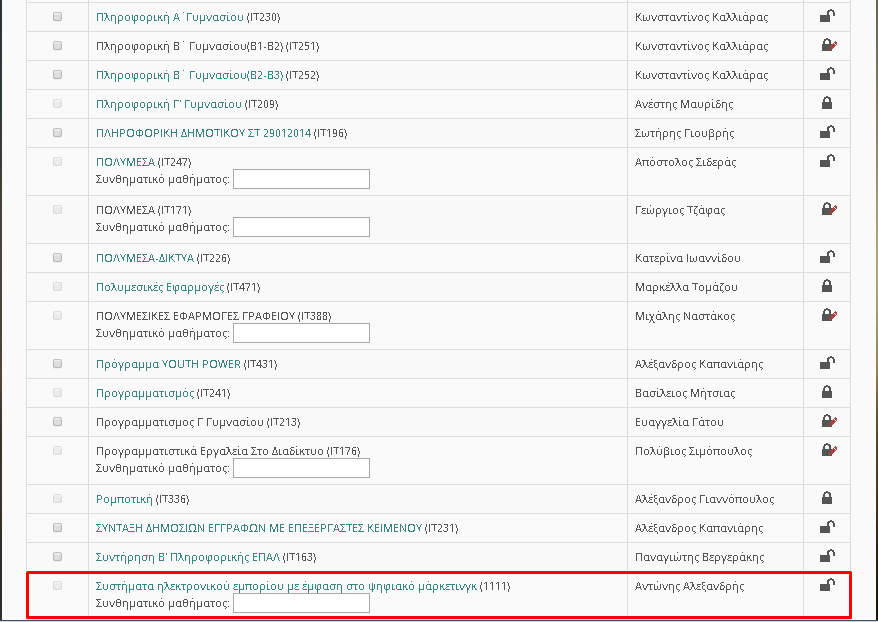 Πληροφορική Α΄Γυμνασίου (IT230) Κωνσταντίνος Καλλιάρας
Πληροφορική Β΄ Γυμνασίου(Β1-Β2) (IT251) Κωνσταντίνος Καλλιάρας
Πληροφορική Β΄ Γυμνασίου(Β2-Β3) (IT252) Κωνσταντίνος Καλλιάρας
Πληροφορική Γ' Γυμνασίου (IT209) Ανέστης Μαυρίδης
ΠΛΗΡΟΦΟΡΙΚΗ ΔΗΜΟΤΙΚΟΥ ΣΤ 29012014 (IT196) Σωτήρης Γιουβρής
ΠΟΛΥΜΕΣΑ (IT247) Απόστολος Σιδεράς
Συνθηματικό μαθήματος:
ΠΟΛΥΜΕΣΑ (IT171) Γεώργιος Τζάφας
Συνθηματικό μαθήματος:
ΠΟΛΥΜΕΣΑ-ΔΙΚΤΥΑ (IT226) Κατερίνα Ιωαννίδου
Πολυμεσικές Εφαρμογές (IT471) Μαρκέλλα Τομάζου
ΠΟΛΥΜΕΣΙΚΕΣ ΕΦΑΡΜΟΓΕΣ ΓΡΑΦΕΙΟΥ (IT388) Μιχάλης Ναστάκος
Συνθηματικό μαθήματος:
Πρόγραμμα YOUTH POWER (IT431) Αλέξανδρος Καπανιάρης
Προγραμματισμός (IT241) Βασίλειος Μήτσιας
Προγραμματισμος Γ Γυμνασίου (IT213) Ευαγγελία Γάτου
Προγραμματιστικά Εργαλεία Στο Διαδίκτυο (IT176) Πολύβιος Σιμόπουλος
Συνθηματικό μαθήματος:
Ρομποτική (IT336) Αλέξανδρος Γιαννόπουλος
ΣΥΝΤΑΞΗ ΔΗΜΟΣΙΩΝ ΕΓΓΡΑΦΩΝ ΜΕ ΕΠΕΞΕΡΓΑΣΤΕΣ ΚΕΙΜΕΝΟΥ (IT231) Αλέξανδρος Καπανιάρης
Συντήρηση Β' Πληροφορικής ΕΠΑΛ (IT163) Παναγιώτης Βεργεράκης
Συστήματα ηλεκτρονικού εμπορίου με έμφαση στο ψηφιακό μάρκετινγκ (1111) Αντώνης Αλεξανδρής
Συνθηματικό μαθήματος: